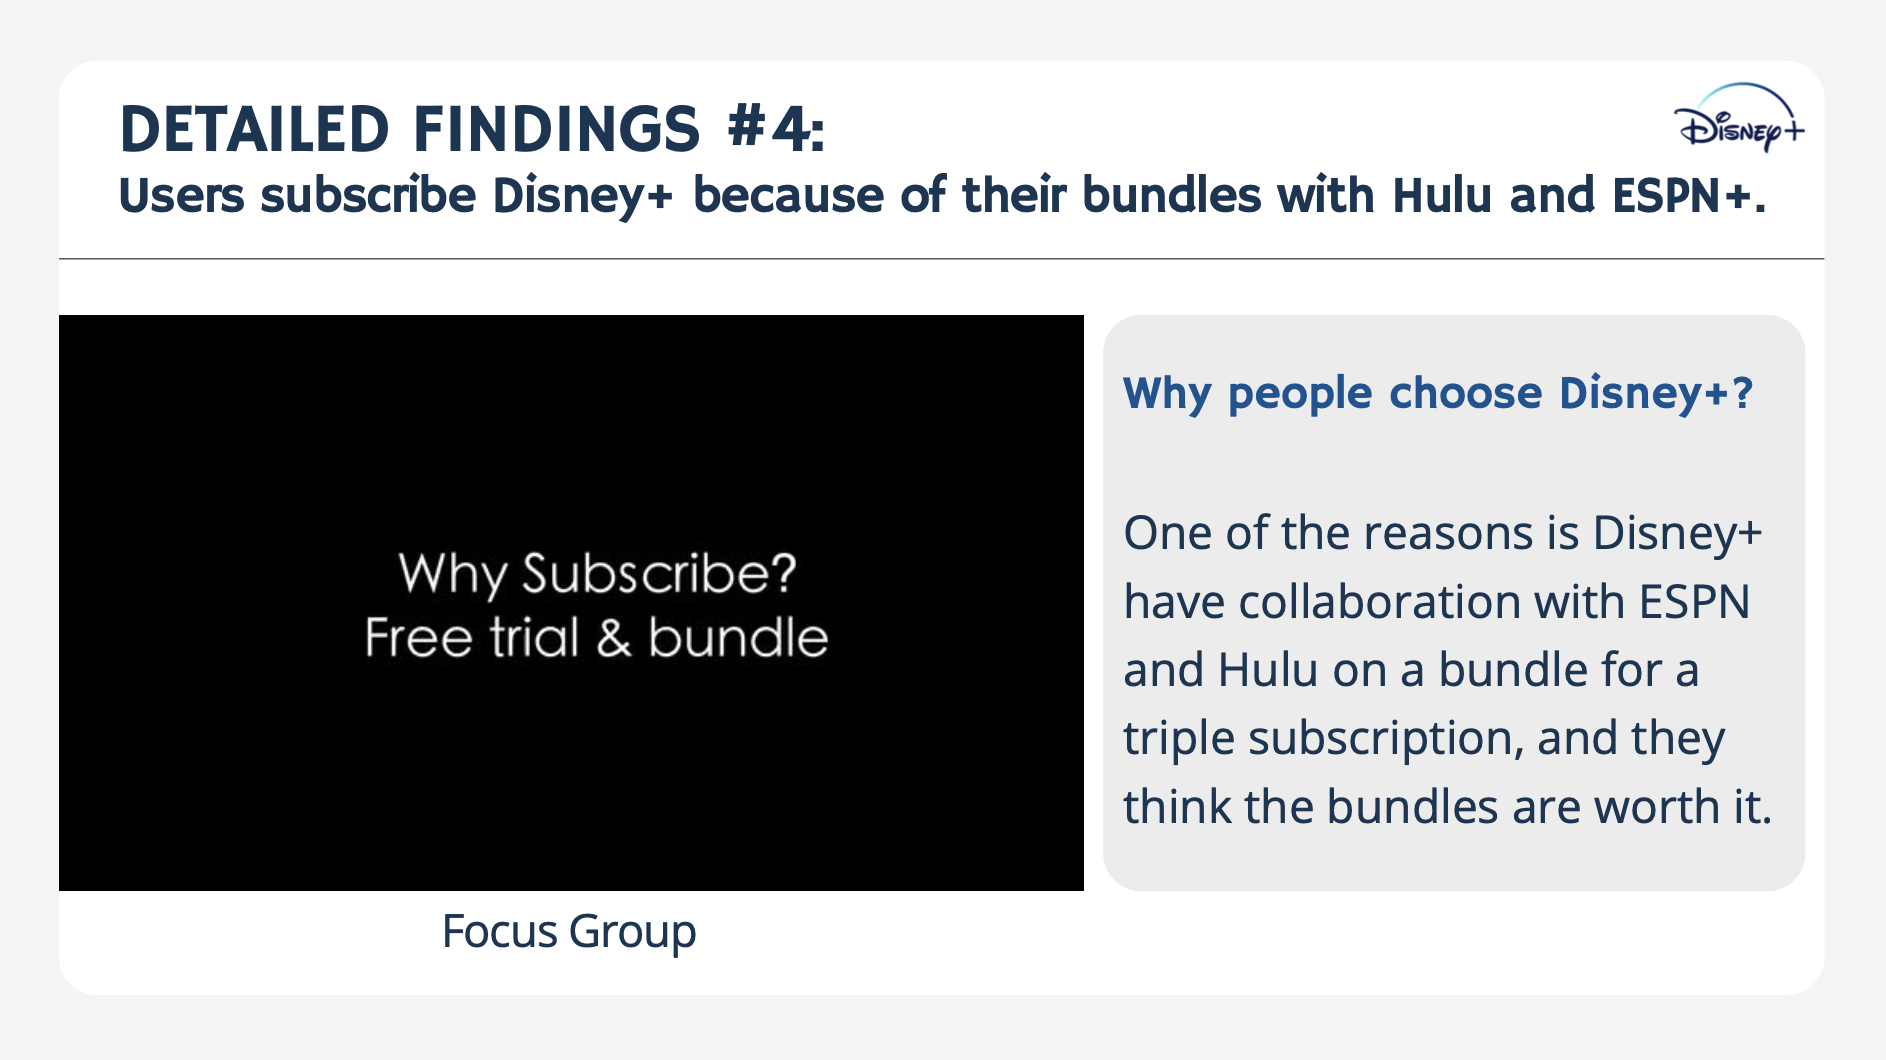 DETAILED FINDINGS #4:
Users subscribe Disney+ because of their bundles with Hulu and ESPN+.
Disney+
Why Subscribe?
Free trial & bundle
Focus Group
Why people choose Disney+?
One of the reasons is Disney+
have collaboration with ESPN
and Hulu on a bundle for a
triple subscription, and they
think the bundles are worth it.